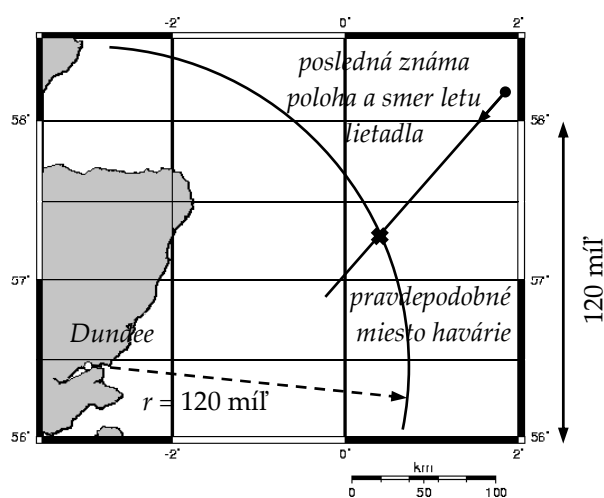 -2° 0° 2°
posledná známa
poloha a smer letu
lietadla
58° 58°
120 míľ
57° 57°
pravdepodobné
miesto havárie
Dundee
r = 120 míľ
56° 56°
-2° 0° 2°
km
0 50 100